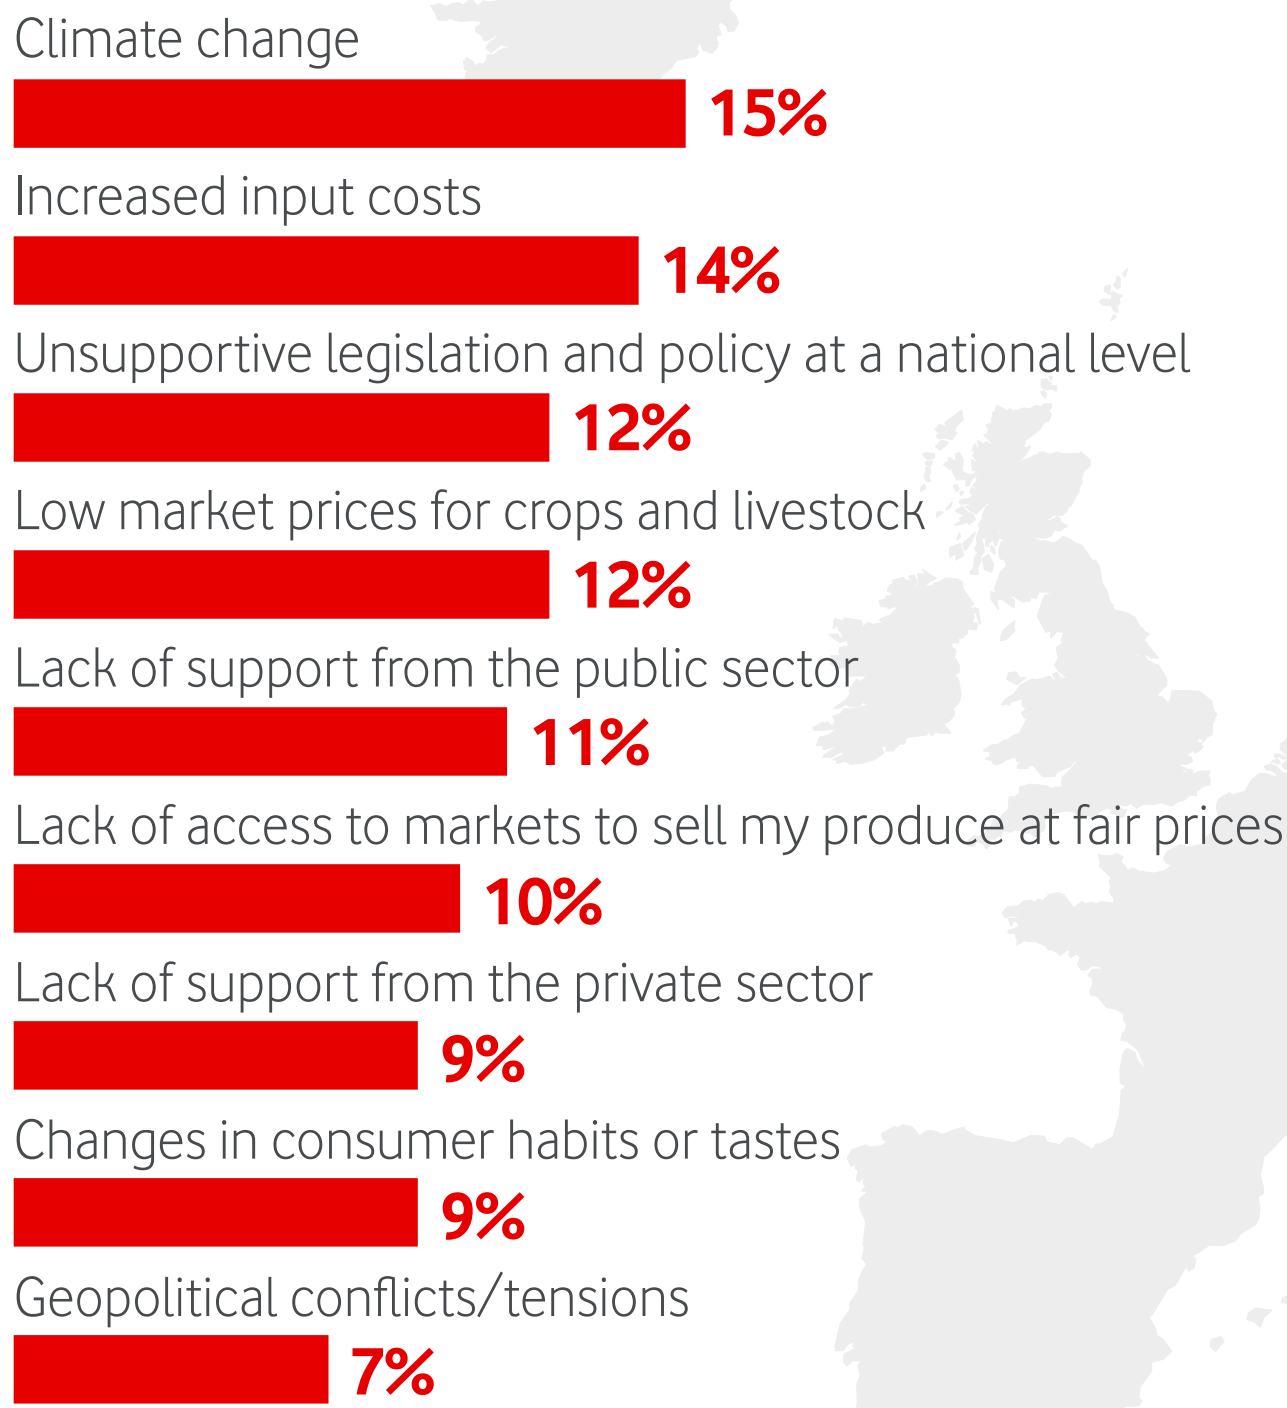 Climate change
15%
Increased input costs
14%
Unsupportive legislation and policy at a national level
12%
Low market prices for crops and livestock
12%
Lack of support from the public sector
11%
Lack of access to markets to sell my produce at fair prices
10%
Lack of support from the private sector
9%
Changes in consumer habits or tastes
9%
Geopolitical conflicts/tensions
7%